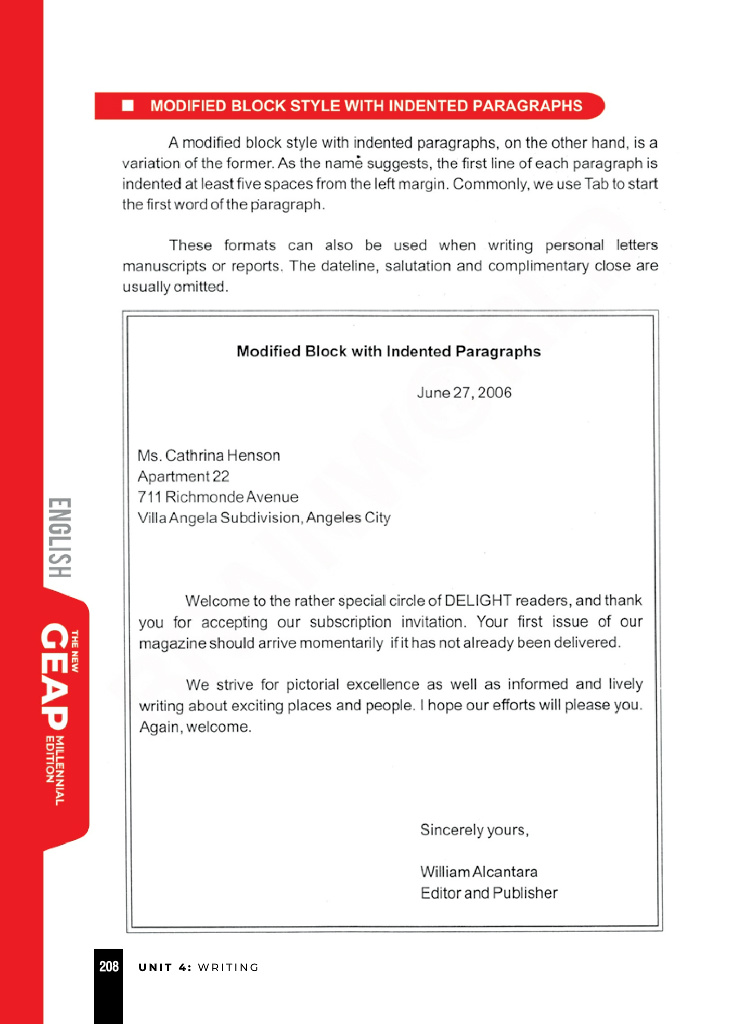 MODIFIED BLOCK STYLE WITH INDENTED PARAGRAPHS
A modified block style with indented paragraphs, on the other hand, is a
variation of the former. As the name suggests, the first line of each paragraph is
indented at least five spaces from the left margin. Commonly, we use Tab to start
the first word of the paragraph.
These formats can also be used when writing personal letters
manuscripts or reports. The dateline, salutation and complimentary close are
usually omitted.
Modified Block with Indented Paragraphs
June 27, 2006
Ms. Cathrina Henson
Apartment 22
711 Richmonde Avenue
Villa Angela Subdivision, Angeles City
Welcome to the rather special circle of DELIGHT readers, and thank
you for accepting our subscription invitation. Your first issue of our
magazine should arrive momentarily if it has not already been delivered.
We strive for pictorial excellence as well as informed and lively
writing about exciting places and people. I hope our efforts will please you.
Again, welcome.
Sincerely yours,
William Alcantara
Editor and Publisher
ENGLISH
THE NEW
GEAP
MILLENNIAL
EDITION
208
UNIT 4: WRITING